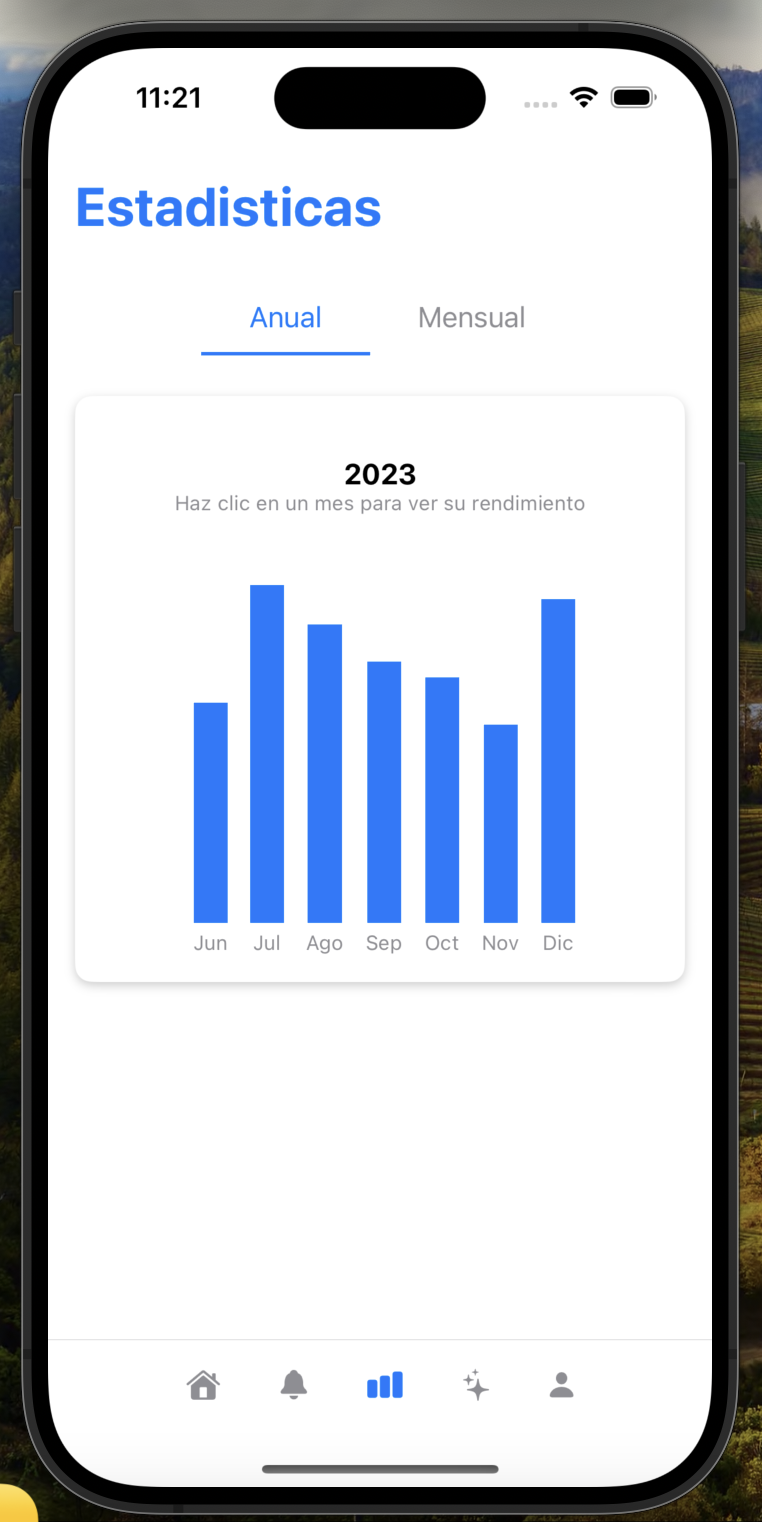 11:21
Estadisticas
Anual Mensual
2023
Haz clic en un mes para ver su rendimiento
Jun Jul Ago Sep Oct Nov Dic